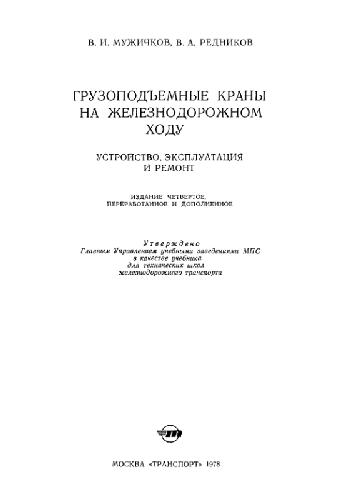 В. И. МУЖИЧКОВ, В. А. РЕДНИКОВ
ГРУЗОПОДЪЕМНЫЕ КРАНЫ
НА ЖЕЛЕЗНОДОРОЖНОМ
ХОДУ
УСТРОЙСТВО, ЭКСПЛУАТАЦИЯ
И РЕМОНТ
ИЗДАНИЕ ЧЕТВЕРТОЕ,
ПЕРЕРАБОТАННОЕ И ДОПОЛНЕННОЕ
Утверждено
Главным Управлением учебными заведениями МПС
в качестве учебника
для технических школ
железнодорожного транспорта
МОСКВА «ТРАНСПОРТ» 1978